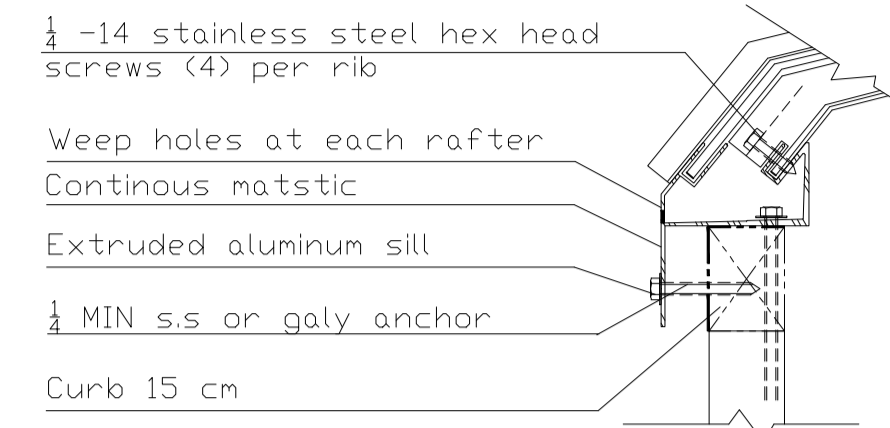 1/4 -14 stainless steel hex head
screws (4) per rib
Weep holes at each rafter
Continous matstic
Extruded aluminum sill
1/4 MIN s.s or galy anchor
Curb 15 cm